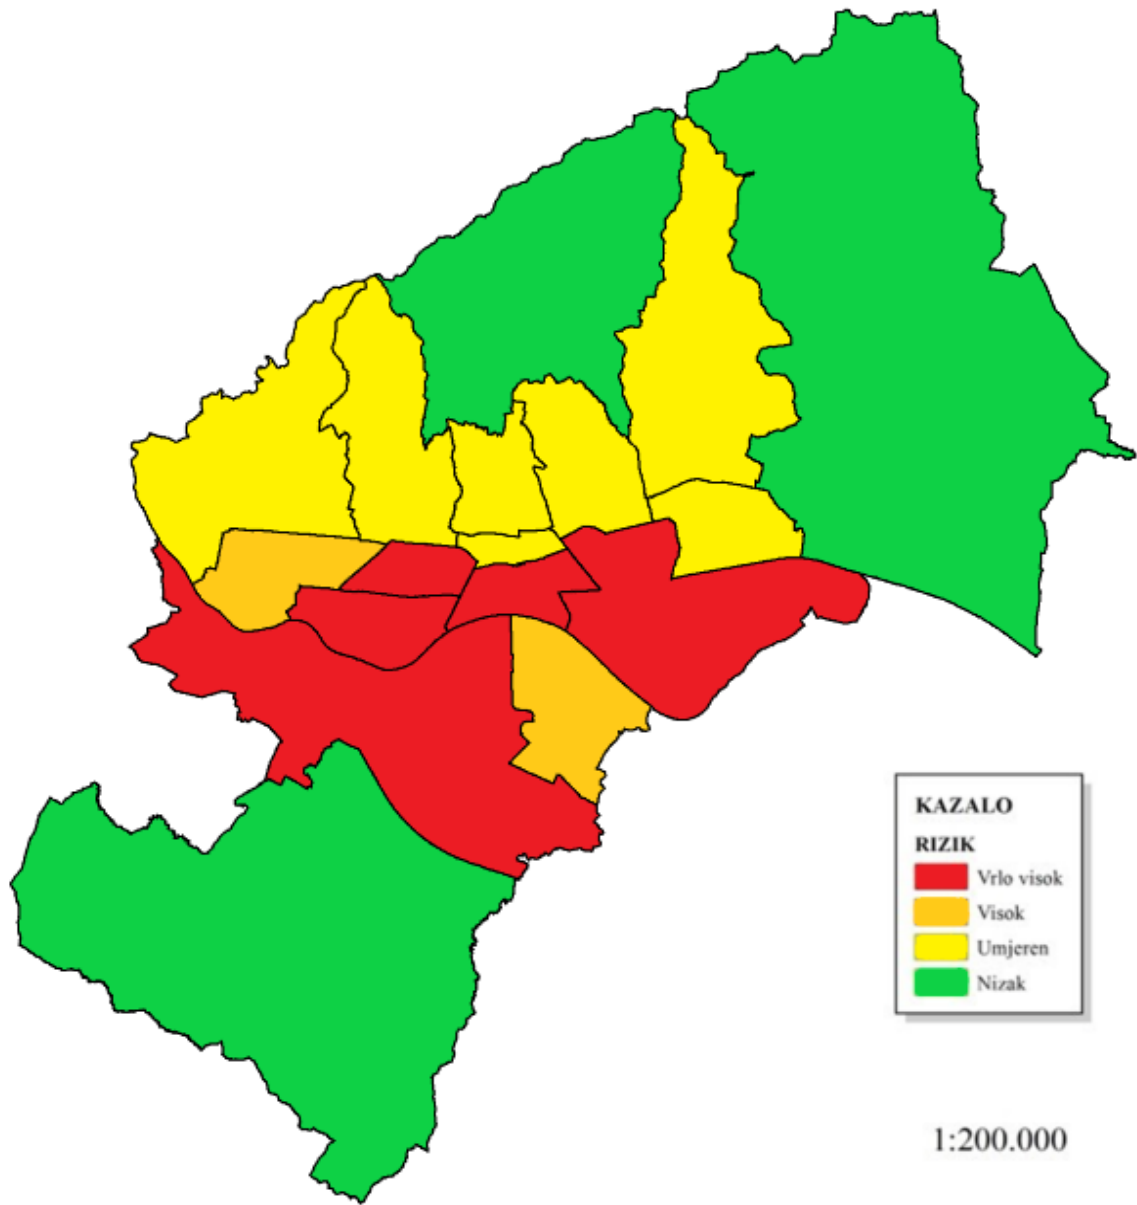 KAZALO
RIZIK
Vrlo visok
Visok
Umjeren
Nizak
1:200.000